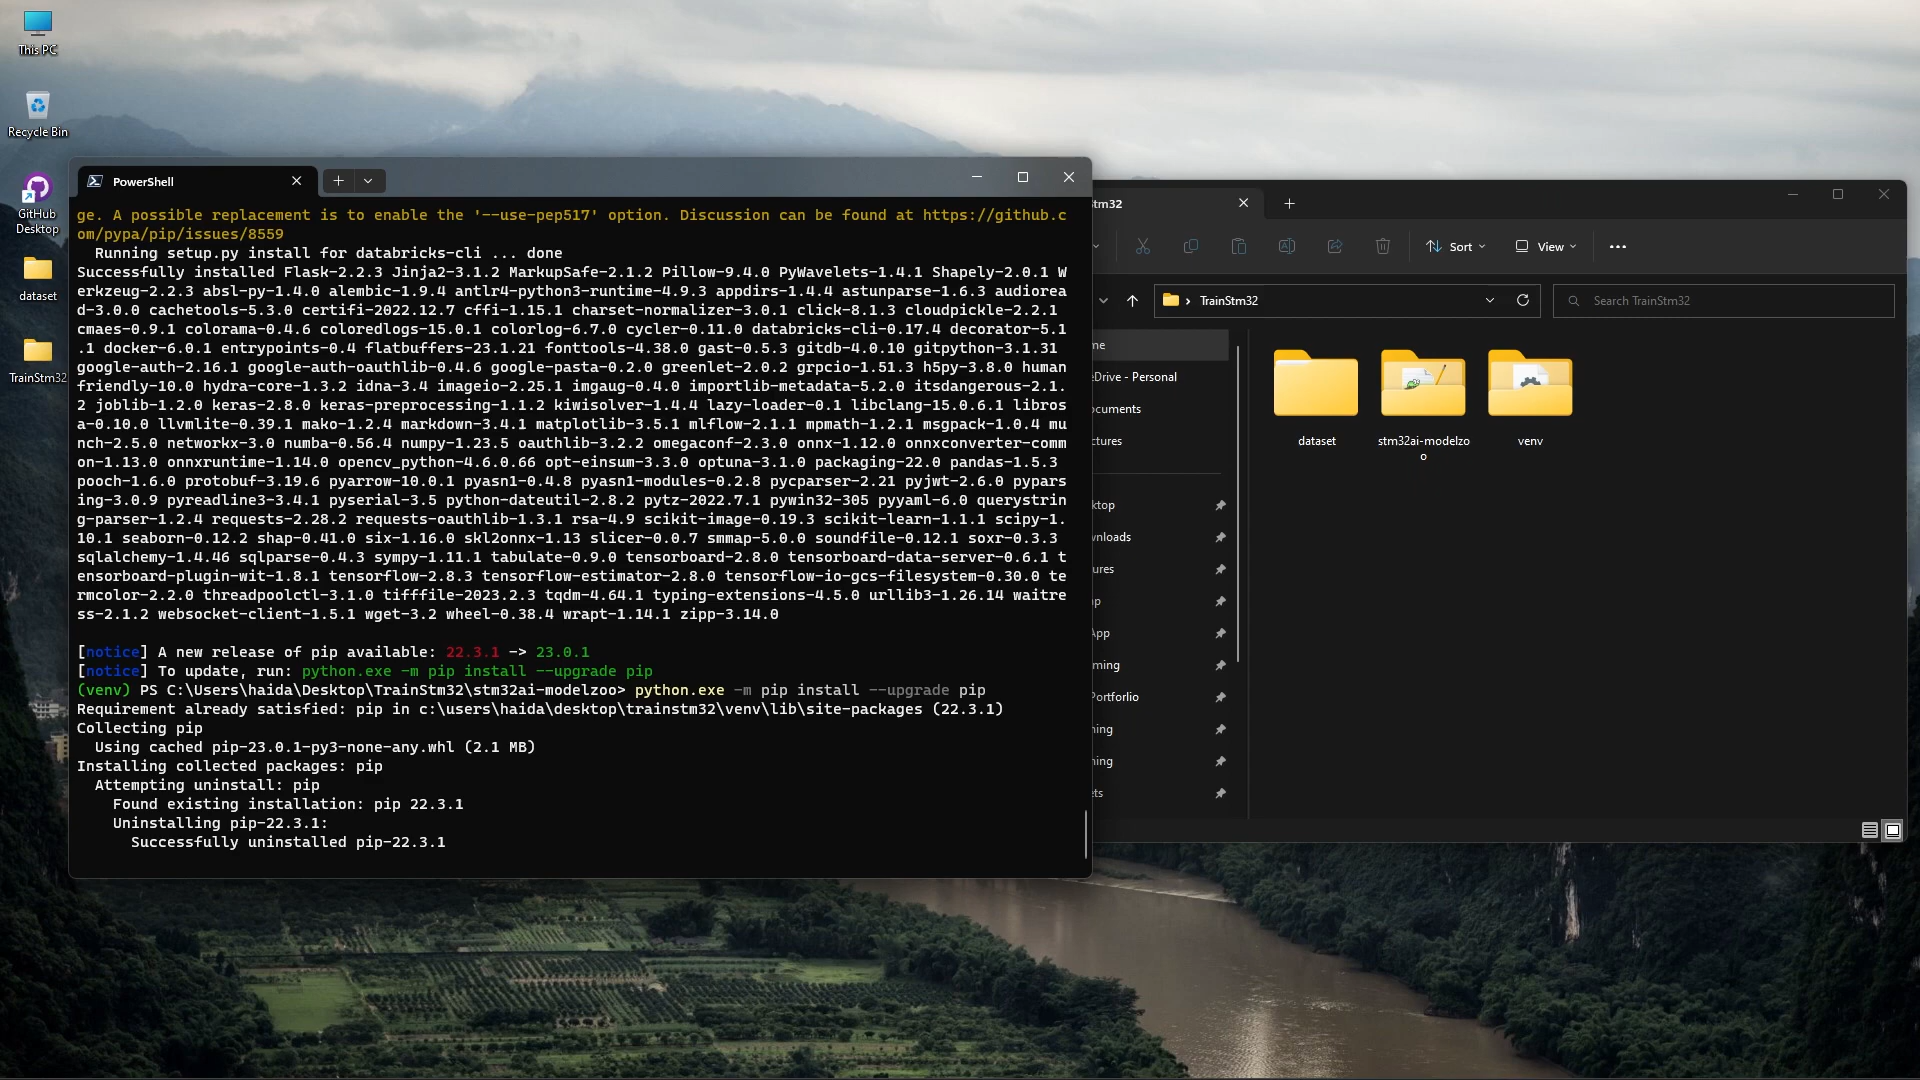 This PC
Recycle Bin
GitHub
Desktop
dataset
TrainStm32
PowerShell
ge. A possible replacement is to enable the '--use-pep517' option. Discussion can be found at https://github.c
om/pypa/pip/issues/8559
Running setup.py install for databricks-cli ... done
Successfully installed Flask-2.2.3 Jinja2-3.1.2 MarkupSafe-2.1.2 Pillow-9.4.0 PyWavelets-1.4.1 Shapely-2.0.1 W
erkzeug-2.2.3 absl-py-1.4.0 alembic-1.9.4 antlr4-python3-runtime-4.9.3 appdirs-1.4.4 astunparse-1.6.3 audiorea
d-3.0.0 cachetools-5.3.0 certifi-2022.12.7 cffi-1.15.1 charset-normalizer-3.0.1 click-8.1.3 cloudpickle-2.2.1
cmaes-0.9.1 colorama-0.4.6 coloredlogs-15.0.1 colorlog-6.7.0 cycler-0.11.0 databricks-cli-0.17.4 decorator-5.1
.1 docker-6.0.1 entrypoints-0.4 flatbuffers-23.1.21 fonttools-4.38.0 gast-0.5.3 gitdb-4.0.10 gitpython-3.1.31
google-auth-2.16.1 google-auth-oauthlib-0.4.6 google-pasta-0.2.0 greenlet-2.0.2 grpcio-1.51.3 h5py-3.8.0 human
friendly-10.0 hydra-core-1.3.2 idna-3.4 imageio-2.25.1 imgaug-0.4.0 importlib-metadata-5.2.0 itsdangerous-2.1.
2 joblib-1.2.0 keras-2.8.0 keras-preprocessing-1.1.2 kiwisolver-1.4.4 lazy-loader-0.1 libclang-15.0.6.1 libros
a-0.10.0 llvmlite-0.39.1 mako-1.2.4 markdown-3.4.1 matplotlib-3.5.1 mlflow-2.1.1 mpmath-1.2.1 msgpack-1.0.4 mu
nch-2.5.0 networkx-3.0 numba-0.56.4 numpy-1.23.5 oauthlib-3.2.2 omegaconf-2.3.0 onnx-1.12.0 onnxconverter-comm
on-1.13.0 onnxruntime-1.14.0 opencv_python-4.6.0.66 opt-einsum-3.3.0 optuna-3.1.0 packaging-22.0 pandas-1.5.3
pooch-1.6.0 protobuf-3.19.6 pyarrow-10.0.1 pyasn1-0.4.8 pyasn1-modules-0.2.8 pycparser-2.21 pyjwt-2.6.0 pypars
ing-3.0.9 pyreadline3-3.4.1 pyserial-3.5 python-dateutil-2.8.2 pytz-2022.7.1 pywin32-305 pyyaml-6.0 querystrin
g-parser-1.2.4 requests-2.28.2 requests-oauthlib-1.3.1 rsa-4.9 scikit-image-0.19.3 scikit-learn-1.1.1 scipy-1.
10.1 seaborn-0.12.2 shap-0.41.0 six-1.16.0 skl2onnx-1.13 slicer-0.0.7 smmap-5.0.0 soundfile-0.12.1 soxr-0.3.3
sqlalchemy-1.4.46 sqlparse-0.4.3 sympy-1.11.1 tabulate-0.9.0 tensorboard-2.8.0 tensorboard-data-server-0.6.1 t
ensorboard-plugin-wit-1.8.1 tensorflow-2.8.3 tensorflow-estimator-2.8.0 tensorflow-io-gcs-filesystem-0.30.0 te
rmcolor-2.2.0 threadpoolctl-3.1.0 tifffile-2023.2.3 tqdm-4.64.1 typing-extensions-4.5.0 urllib3-1.26.14 waitre
ss-2.1.2 websocket-client-1.5.1 wget-3.2 wheel-0.38.4 wrapt-1.14.1 zipp-3.14.0
[notice] A new release of pip available: 22.3.1 -> 23.0.1
[notice] To update, run: python.exe -m pip install --upgrade pip
(venv) PS C:\Users\haida\Desktop\TrainStm32\stm32ai-modelzoo> python.exe -m pip install --upgrade pip
Requirement already satisfied: pip in c:\users\haida\desktop\trainstm32\venv\lib\site-packages (22.3.1)
Collecting pip
Using cached pip-23.0.1-py3-none-any.whl (2.1 MB)
Installing collected packages: pip
Attempting uninstall: pip
Found existing installation: pip 22.3.1
Uninstalling pip-22.3.1:
Successfully uninstalled pip-22.3.1
tm32
Sort
View
TrainStm32
Search TrainStm32
me
eDrive - Personal
ocuments
ctures
ktop
wnloads
ures
p
App
ming
Portforlio
ning
ning
ts
dataset
stm32ai-modelzo
o
venv